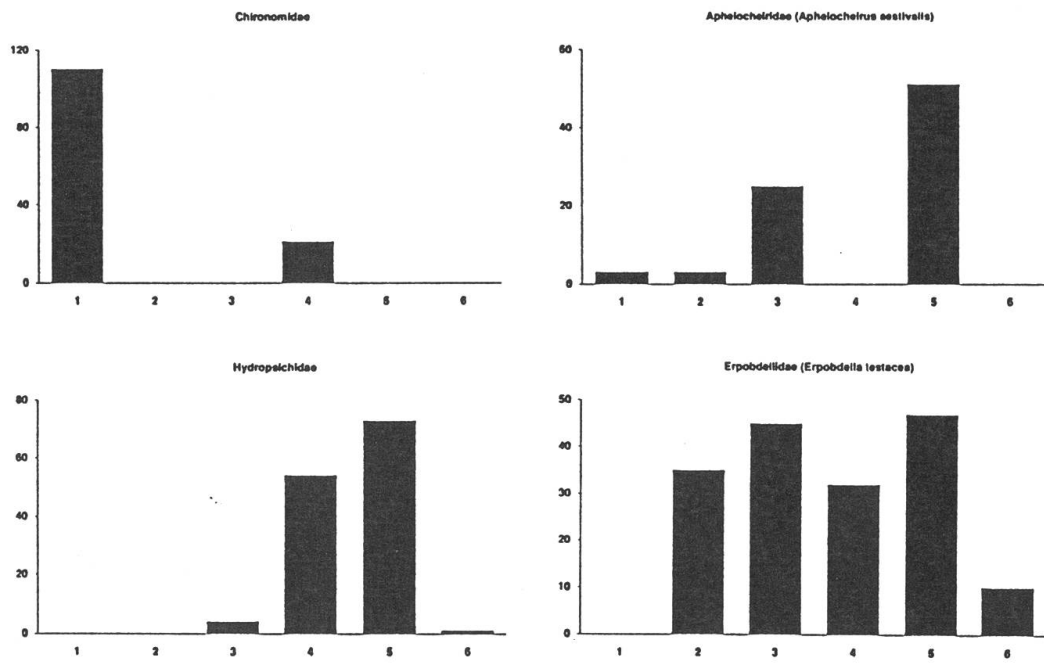 Chironomidae
120
80
40
0
1 2 3 4 5 6
Aphelocheiridae (Aphelocheirus aestivalis)
60
40
20
0
1 2 3 4 5 6
Hydropsichidae
80
60
40
20
0
1 2 3 4 5 6
Erpobdellidae (Erpobdella testacea)
50
40
30
20
10
0
1 2 3 4 5 6